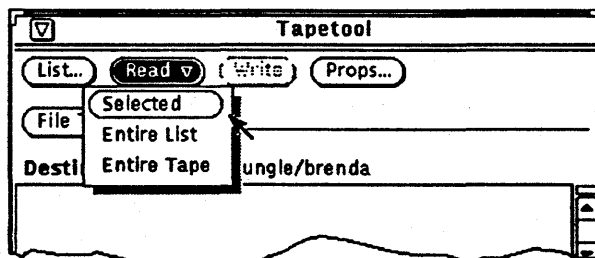 Tapetool
List... Read Write Props...
Selected
File
Entire List
Entire Tape
Desti ungle/brenda